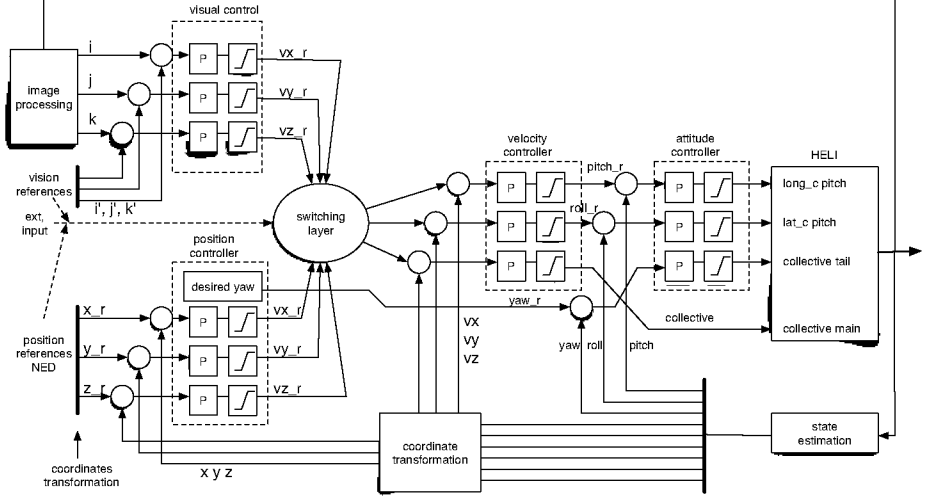 visual control
i
j
k
image
processing
P
P
P
vx_r
vy_r
vz_r
vision
references
i', j', k'
ext,
input
switching
layer
position
controller
desired yaw
x_r
y_r
z_r
position
references
NED
P
P
P
vx_r
vy_r
vz_r
coordinates
transformation
x y z
coordinate
transformation
vx
vy
vz
velocity
controller
P
P
P
pitch_r
roll_r
yaw_r
collective
yaw
roll
pitch
attitude
controller
P
P
P
HELI
long_c pitch
lat_c pitch
collective tail
collective main
state
estimation